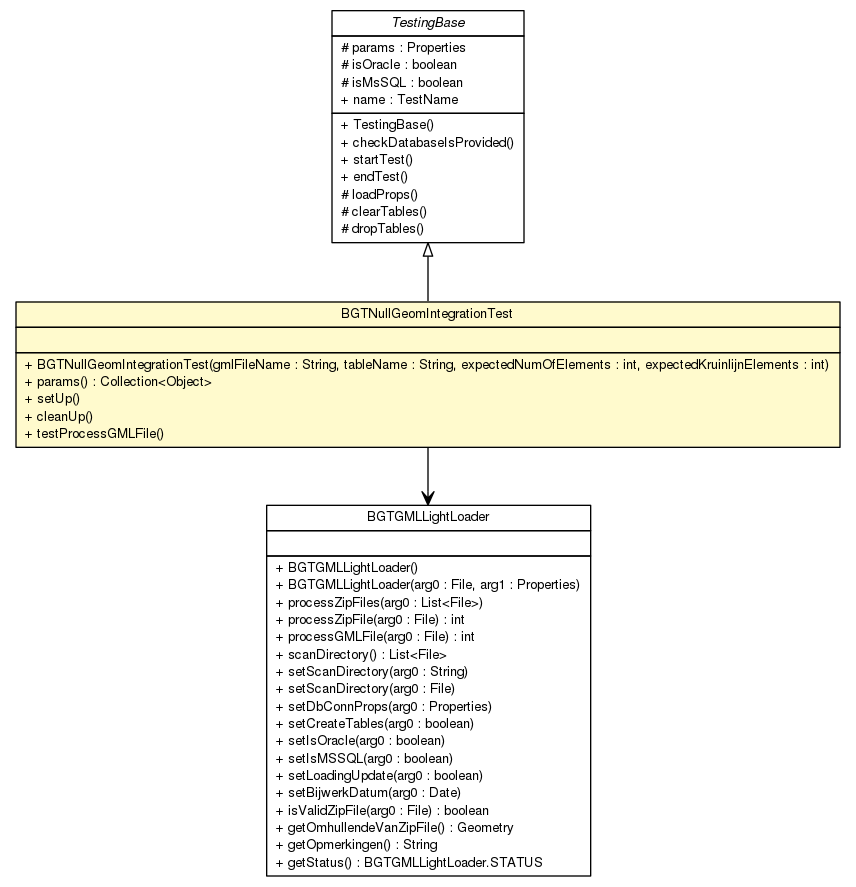 TestingBase
# params : Properties
# isOracle : boolean
# isMsSQL : boolean
+ name : TestName
+ TestingBase()
+ checkDatabaseIsProvided()
+ startTest()
+ endTest()
# loadProps()
# clearTables()
# dropTables()
BGTNullGeomIntegrationTest
+ BGTNullGeomIntegrationTest(gmlFileName : String, tableName : String, expectedNumOfElements : int, expectedKruinlijnElements : int)
+ params() : Collection<Object>
+ setUp()
+ cleanUp()
+ testProcessGMLFile()
BGTGMLLightLoader
+ BGTGMLLightLoader()
+ BGTGMLLightLoader(arg0 : File, arg1 : Properties)
+ processZipFiles(arg0 : List<File>)
+ processZipFile(arg0 : File) : int
+ processGMLFile(arg0 : File) : int
+ scanDirectory() : List<File>
+ setScanDirectory(arg0 : String)
+ setScanDirectory(arg0 : File)
+ setDbConnProps(arg0 : Properties)
+ setCreateTables(arg0 : boolean)
+ setIsOracle(arg0 : boolean)
+ setIsMSSQL(arg0 : boolean)
+ setLoadingUpdate(arg0 : boolean)
+ setBijwerkDatum(arg0 : Date)
+ isValidZipFile(arg0 : File) : boolean
+ getOmhullendeVanZipFile() : Geometry
+ getOpmerkingen() : String
+ getStatus() : BGTGMLLightLoader.STATUS